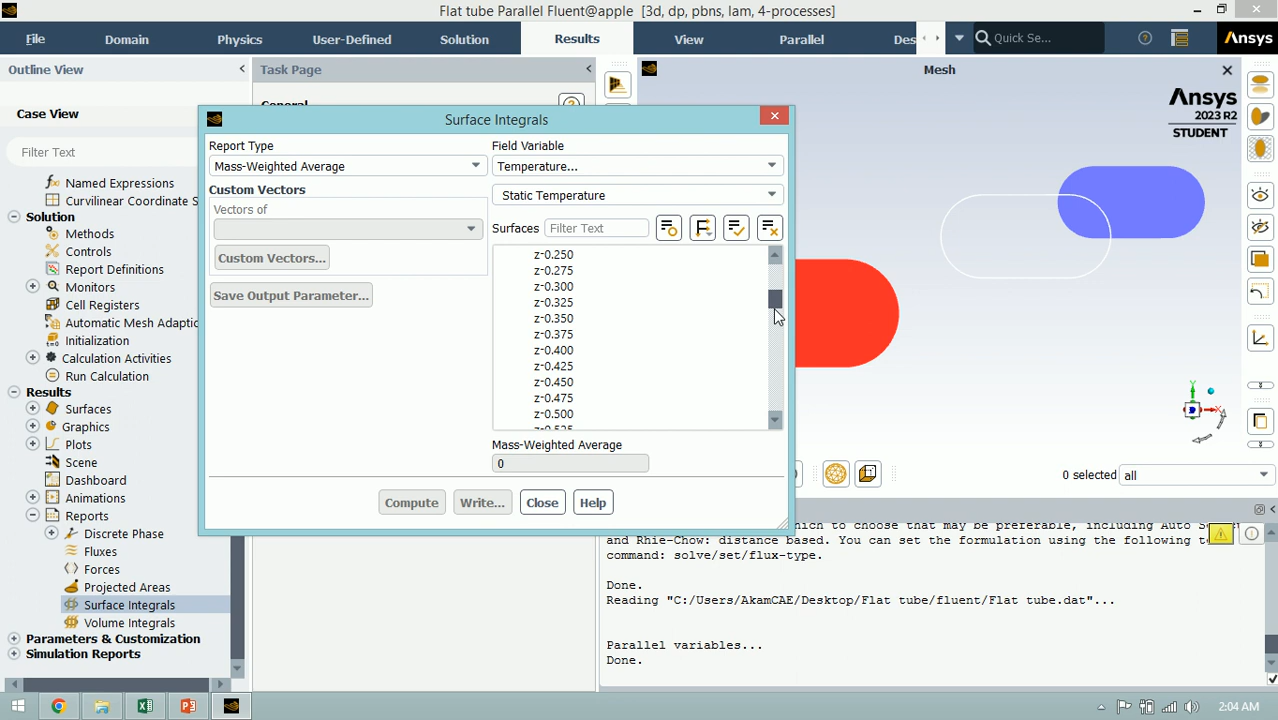 Flat tube Parallel Fluent@apple [3d, dp, pbns, lam, 4-processes]
File Domain Physics User-Defined Solution Results View Parallel Des Quick Se... Ansys
Outline View Task Page Mesh
Case View General
Filter Text
Named Expressions
Curvilinear Coordinate S
Solution
Methods
Controls
Report Definitions
Monitors
Cell Registers
Automatic Mesh Adaptio
Initialization
Calculation Activities
Run Calculation
Results
Surfaces
Graphics
Plots
Scene
Dashboard
Animations
Reports
Discrete Phase
Fluxes
Forces
Projected Areas
Surface Integrals
Volume Integrals
Parameters & Customization
Simulation Reports
Surface Integrals
Report Type
Mass-Weighted Average
Custom Vectors
Vectors of
Custom Vectors...
Save Output Parameter...
Field Variable
Temperature...
Static Temperature
Surfaces Filter Text
z-0.250
z-0.275
z-0.300
z-0.325
z-0.350
z-0.375
z-0.400
z-0.425
z-0.450
z-0.475
z-0.500
z-0.525
Mass-Weighted Average
0
Compute Write... Close Help
Ansys
2023 R2
STUDENT
Y
X
0 selected all
and Rhie-Chow: distance based. You can set the formulation using the following te
command: solve/set/flux-type.
Done.
Reading "C:/Users/AkamCAE/Desktop/Flat tube/fluent/Flat tube.dat"...
Parallel variables...
Done.
2:04 AM